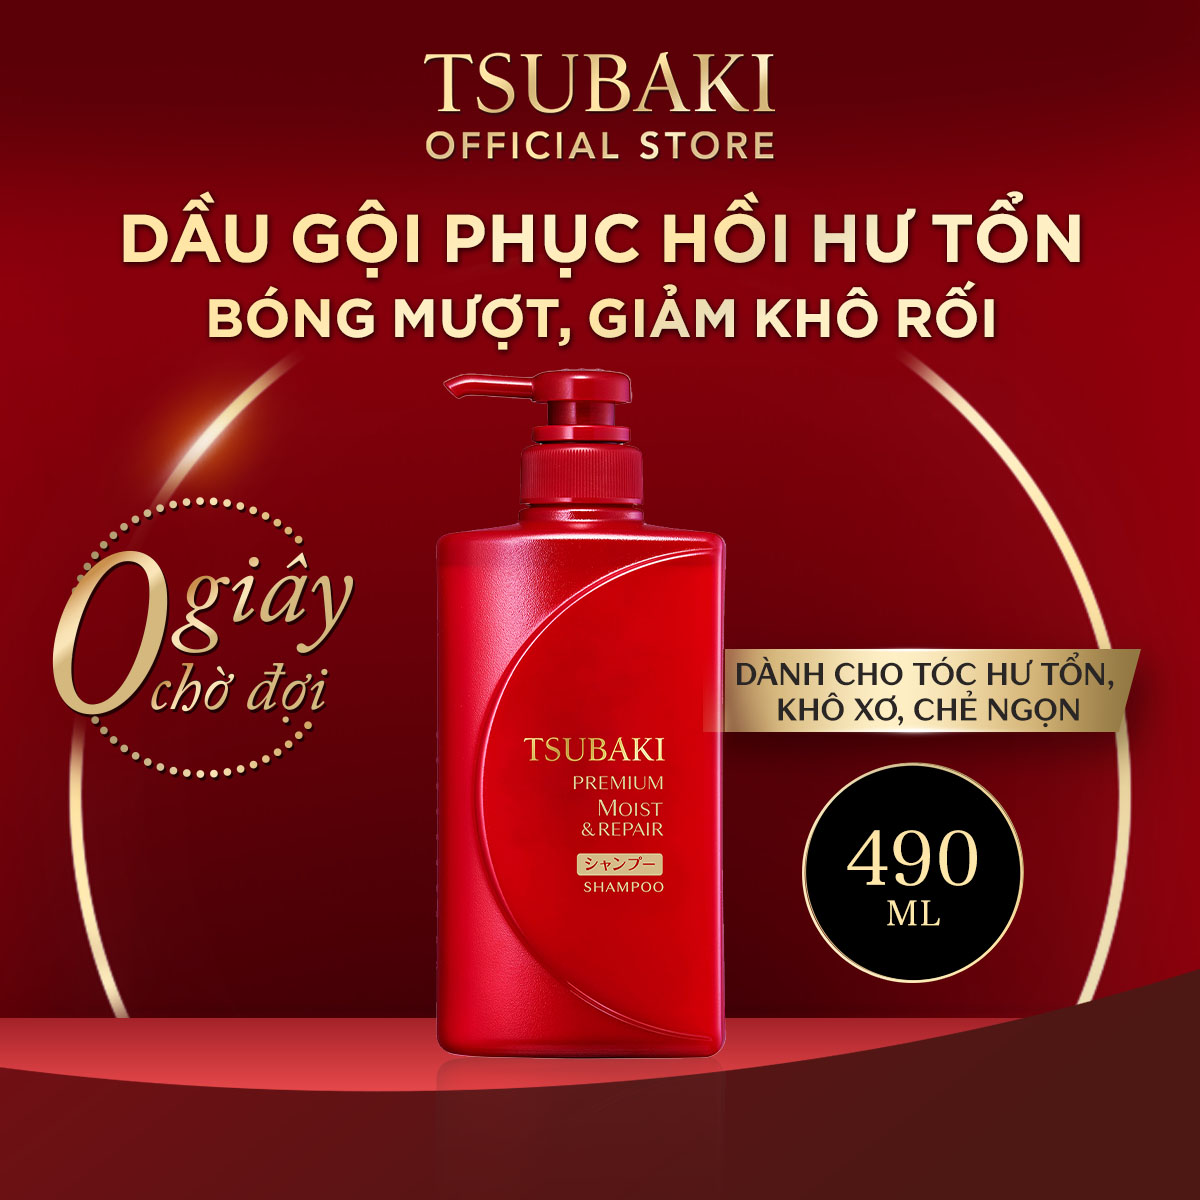 TSUBAKI
OFFICIAL STORE
DẦU GỘI PHỤC HỒI HƯ TỔN
BÓNG MƯỢT, GIẢM KHÔ RỐI
0 giây
chờ đợi
DÀNH CHO TÓC HƯ TỔN,
KHÔ XƠ, CHẺ NGỌN
TSUBAKI
PREMIUM
MOIST
& REPAIR
シャンプー
SHAMPOO
490
ML